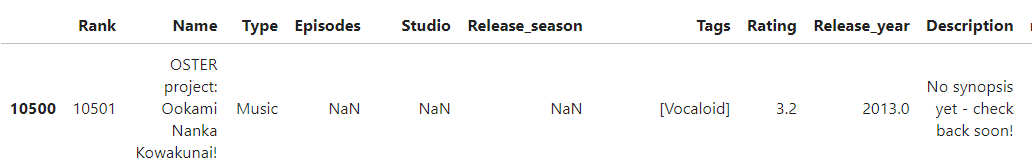 Rank Name Type Episodes Studio Release_season Tags Rating Release_year Description
OSTER
project:
Ookami
Nanka
Kowakunai!
10500 10501 Music NaN NaN NaN [Vocaloid] 3.2 2013.0
No synopsis
yet - check
back soon!